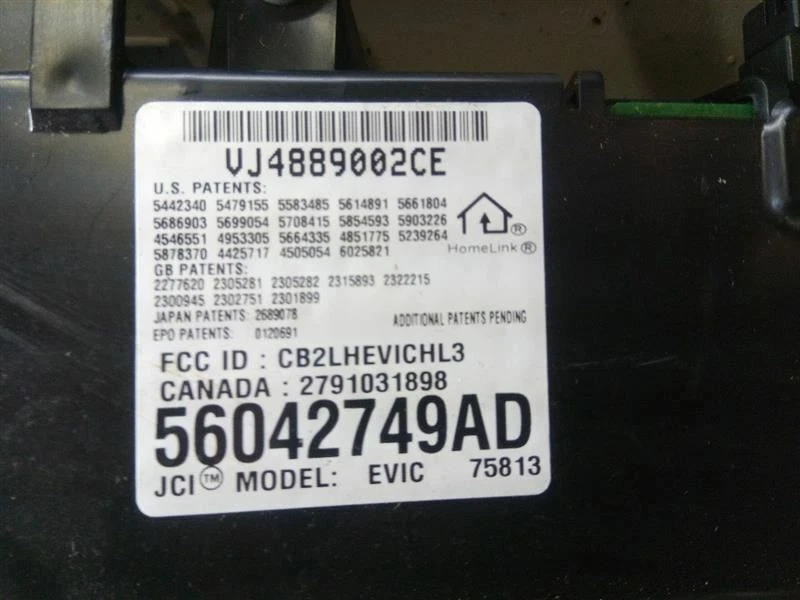 VJ4889002CE
U.S. PATENTS:
5442340 5479155 5583485 5614891 5661804
5686903 5699054 5708415 5854593 5903226
4546551 4953305 5664335 4851775 5239264
5878370 4425717 4505054 6025821
HomeLink®
GB PATENTS:
2277620 2305281 2305282 2315893 2322215
2300945 2302751 2301899
JAPAN PATENTS: 2689078 ADDITIONAL PATENTS PENDING
EPO PATENTS: 0120691
FCC ID : CB2LHEVICHL3
CANADA : 2791031898
56042749AD
JCI™ MODEL: EVIC 75813